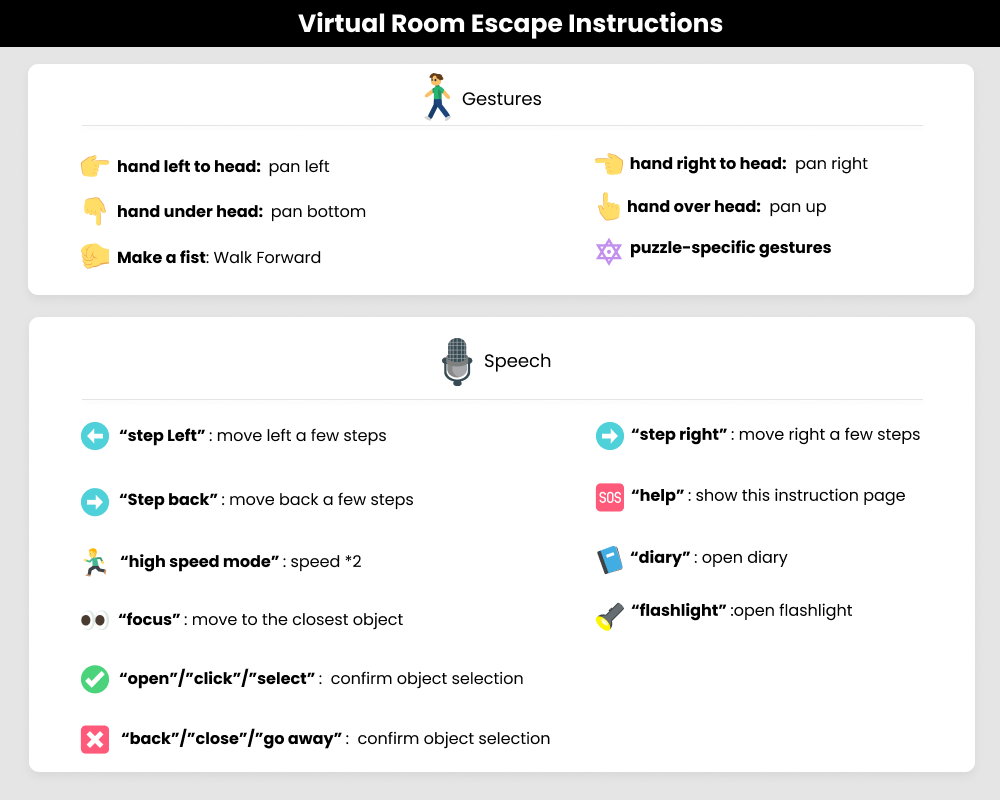 Virtual Room Escape Instructions
Gestures
hand left to head: pan left
hand right to head: pan right
hand under head: pan bottom
hand over head: pan up
Make a fist: Walk Forward
puzzle-specific gestures
Speech
“step Left” : move left a few steps
“step right” : move right a few steps
“Step back” : move back a few steps
SOS “help” : show this instruction page
“high speed mode” : speed *2
“diary” : open diary
“focus” : move to the closest object
“flashlight” :open flashlight
“open”/”click”/”select” : confirm object selection
“back”/”close”/”go away” : confirm object selection